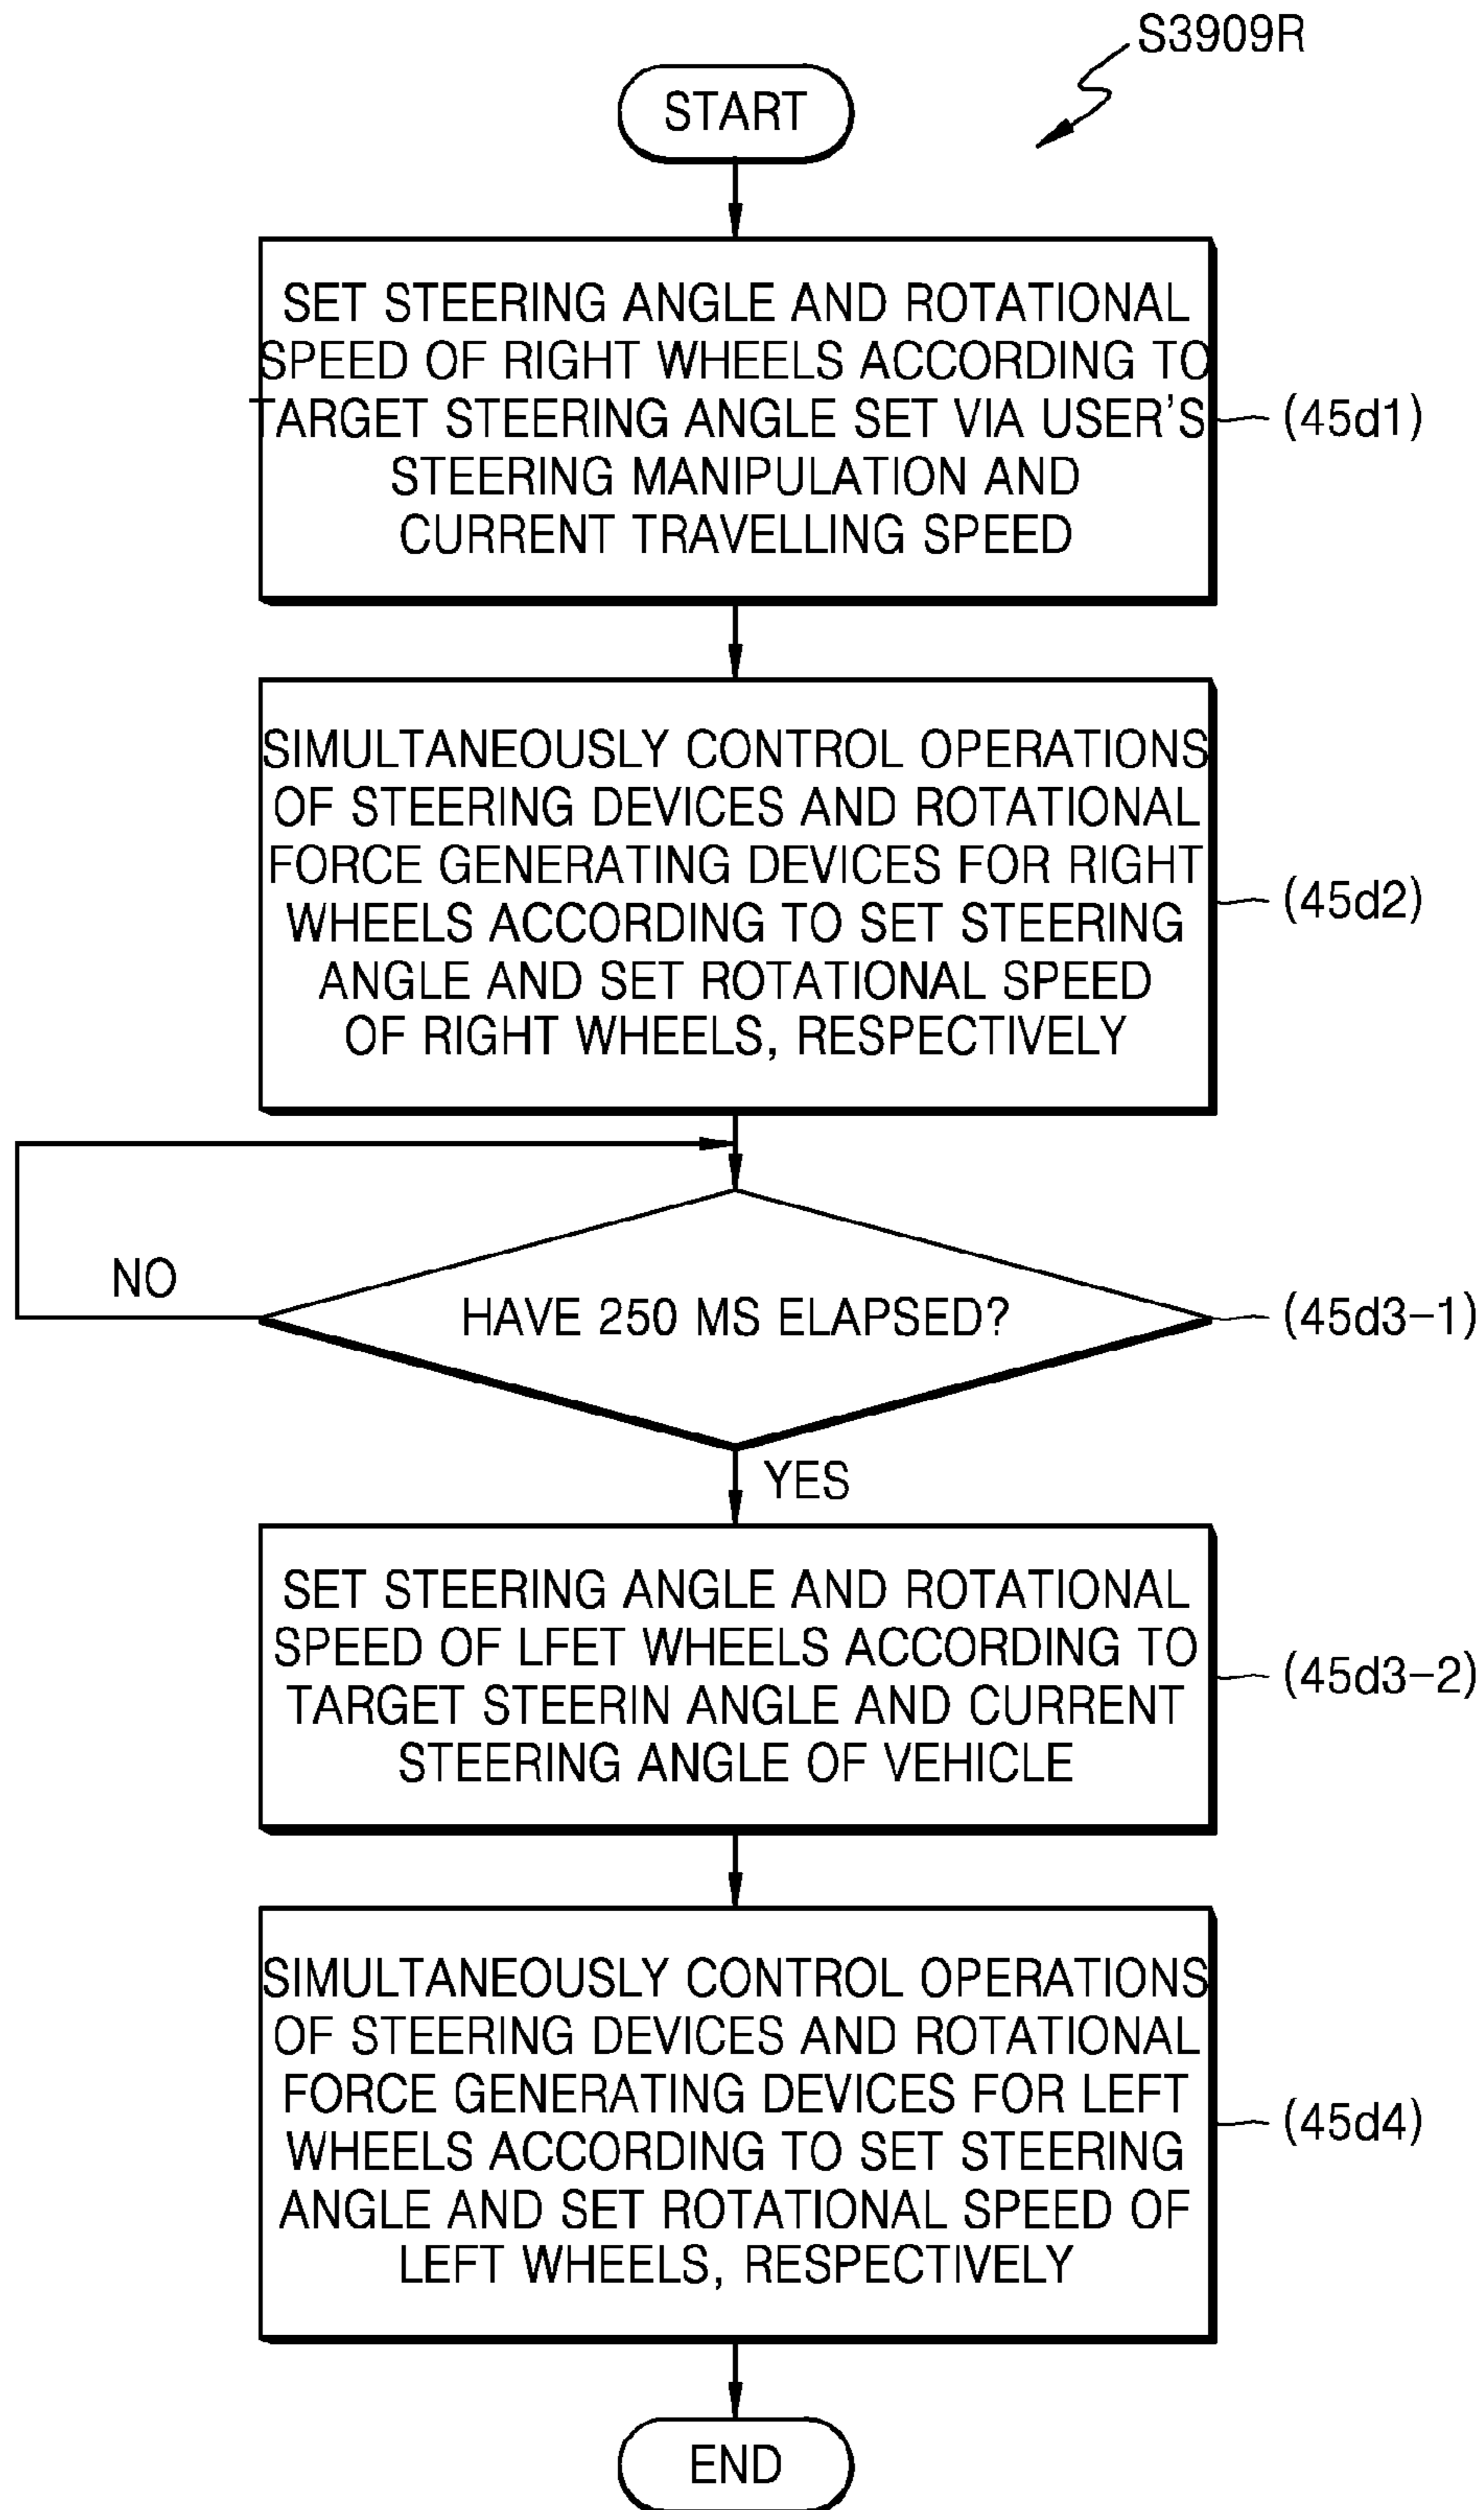 S3909R
START
SET STEERING ANGLE AND ROTATIONAL
SPEED OF RIGHT WHEELS ACCORDING TO
TARGET STEERING ANGLE SET VIA USER'S
STEERING MANIPULATION AND
CURRENT TRAVELLING SPEED
(45d1)
SIMULTANEOUSLY CONTROL OPERATIONS
OF STEERING DEVICES AND ROTATIONAL
FORCE GENERATING DEVICES FOR RIGHT
WHEELS ACCORDING TO SET STEERING
ANGLE AND SET ROTATIONAL SPEED
OF RIGHT WHEELS, RESPECTIVELY
(45d2)
NO
HAVE 250 MS ELAPSED?
(45d3-1)
YES
SET STEERING ANGLE AND ROTATIONAL
SPEED OF LFET WHEELS ACCORDING TO
TARGET STEERIN ANGLE AND CURRENT
STEERING ANGLE OF VEHICLE
(45d3-2)
SIMULTANEOUSLY CONTROL OPERATIONS
OF STEERING DEVICES AND ROTATIONAL
FORCE GENERATING DEVICES FOR LEFT
WHEELS ACCORDING TO SET STEERING
ANGLE AND SET ROTATIONAL SPEED OF
LEFT WHEELS, RESPECTIVELY
(45d4)
END